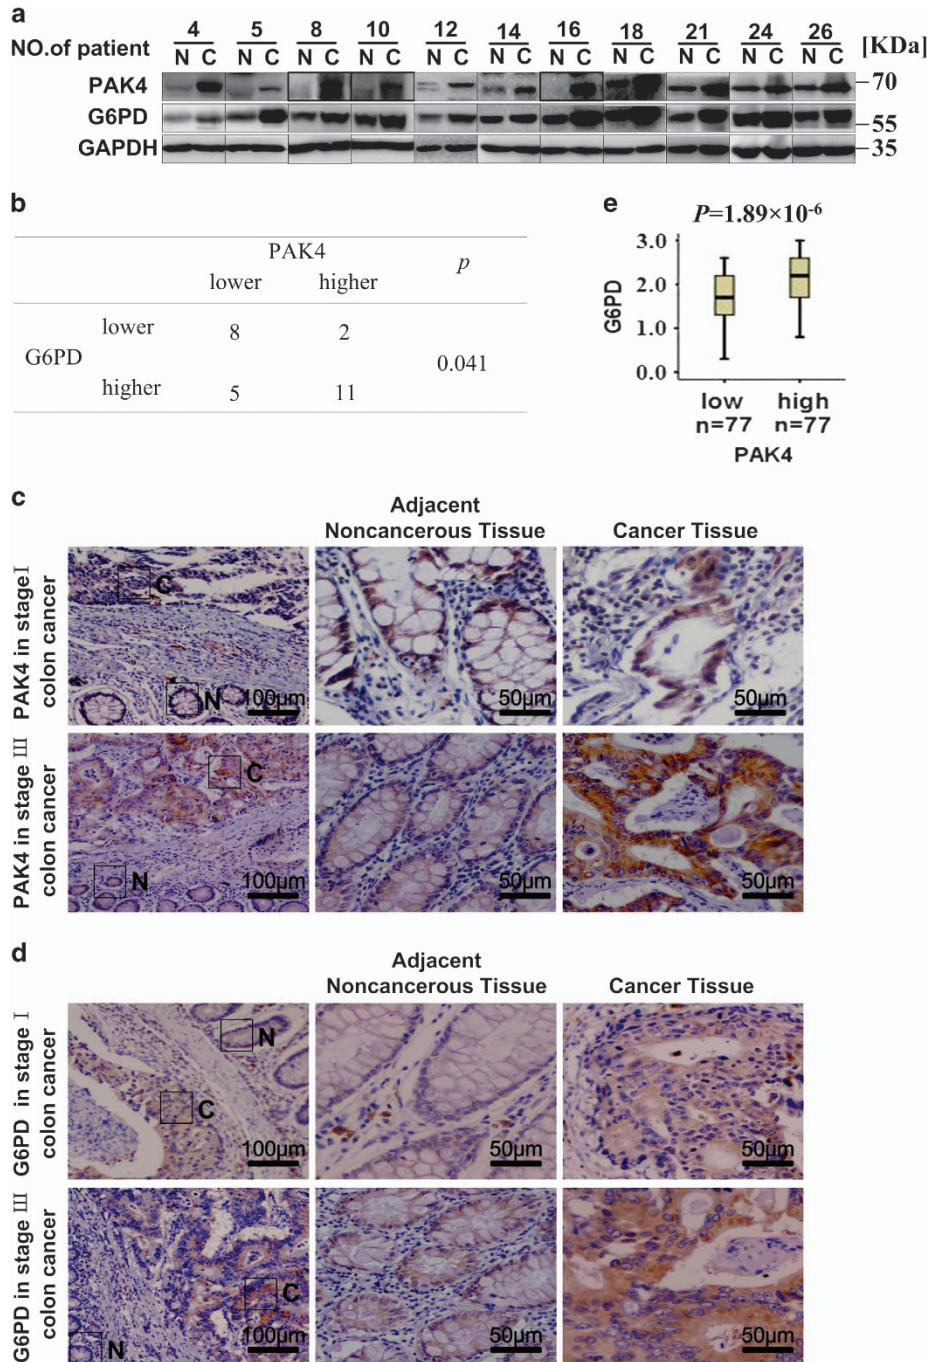 a
4 5 8 10 12 14 16 18 21 24 26
NO.of patient N C N C N C N C N C N C N C N C N C N C N C [KDa]
PAK4 70
G6PD 55
GAPDH 35
b
PAK4
lower higher p
lower 8 2
G6PD 0.041
higher 5 11
e
P=1.89×10⁻⁶
3.0
2.0
1.0
0.0
G6PD
low high
n=77 n=77
PAK4
c
Adjacent
Noncancerous Tissue Cancer Tissue
PAK4 in stage I
colon cancer
C
N 100μm 50μm 50μm
PAK4 in stage III
colon cancer
C
N 100μm 50μm 50μm
d
Adjacent
Noncancerous Tissue Cancer Tissue
G6PD in stage I
colon cancer
N
C
100μm 50μm 50μm
G6PD in stage III
colon cancer
C
N 100μm 50μm 50μm